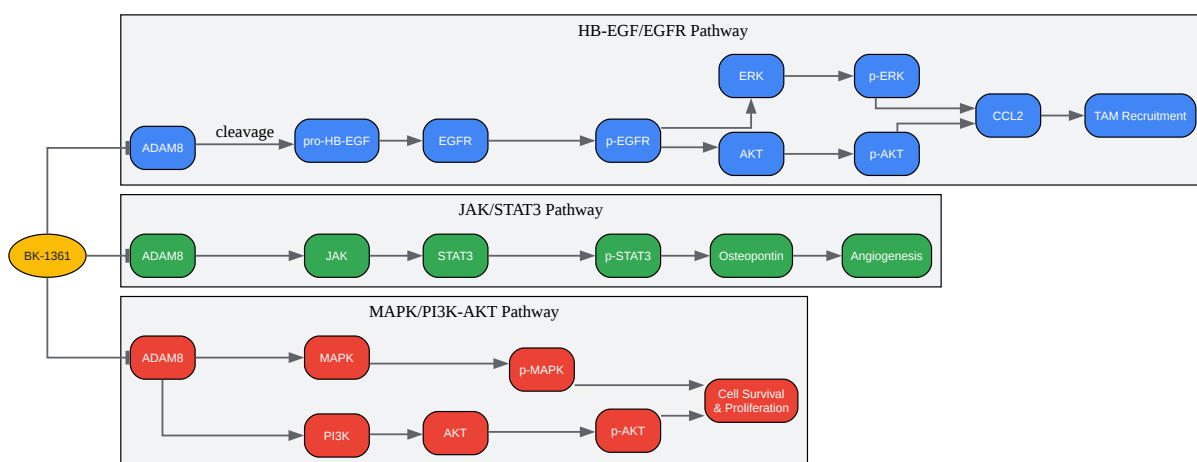 HB-EGF/EGFR Pathway
ERK
p-ERK
CCL2
TAM Recruitment
cleavage
ADAM8
pro-HB-EGF
EGFR
p-EGFR
AKT
p-AKT
JAK/STAT3 Pathway
BK-1361
ADAM8
JAK
STAT3
p-STAT3
Osteopontin
Angiogenesis
MAPK/PI3K-AKT Pathway
ADAM8
MAPK
p-MAPK
Cell Survival
& Proliferation
PI3K
AKT
p-AKT